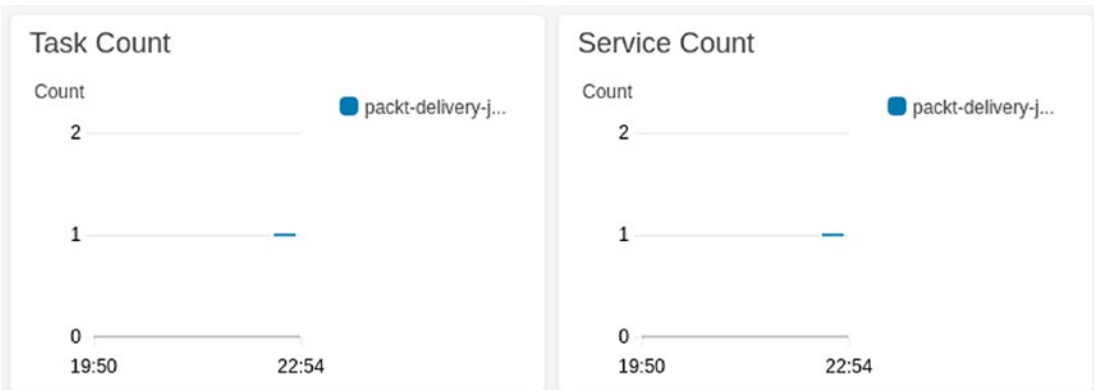 Task Count
Count
packt-delivery-j...
2
1
0
19:50 22:54
Service Count
Count
packt-delivery-j...
2
1
0
19:50 22:54